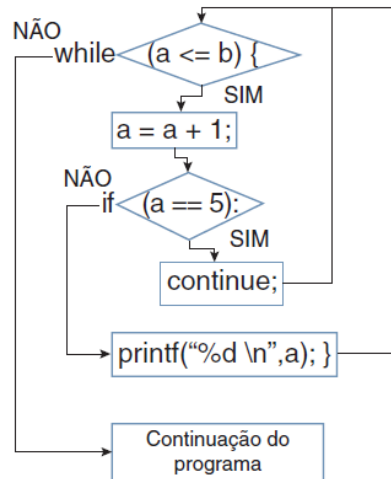 NÃO
while (a <= b) {
SIM
a = a + 1;
NÃO
if (a == 5):
SIM
continue;
printf(“%d \n”,a); }
Continuação do
programa